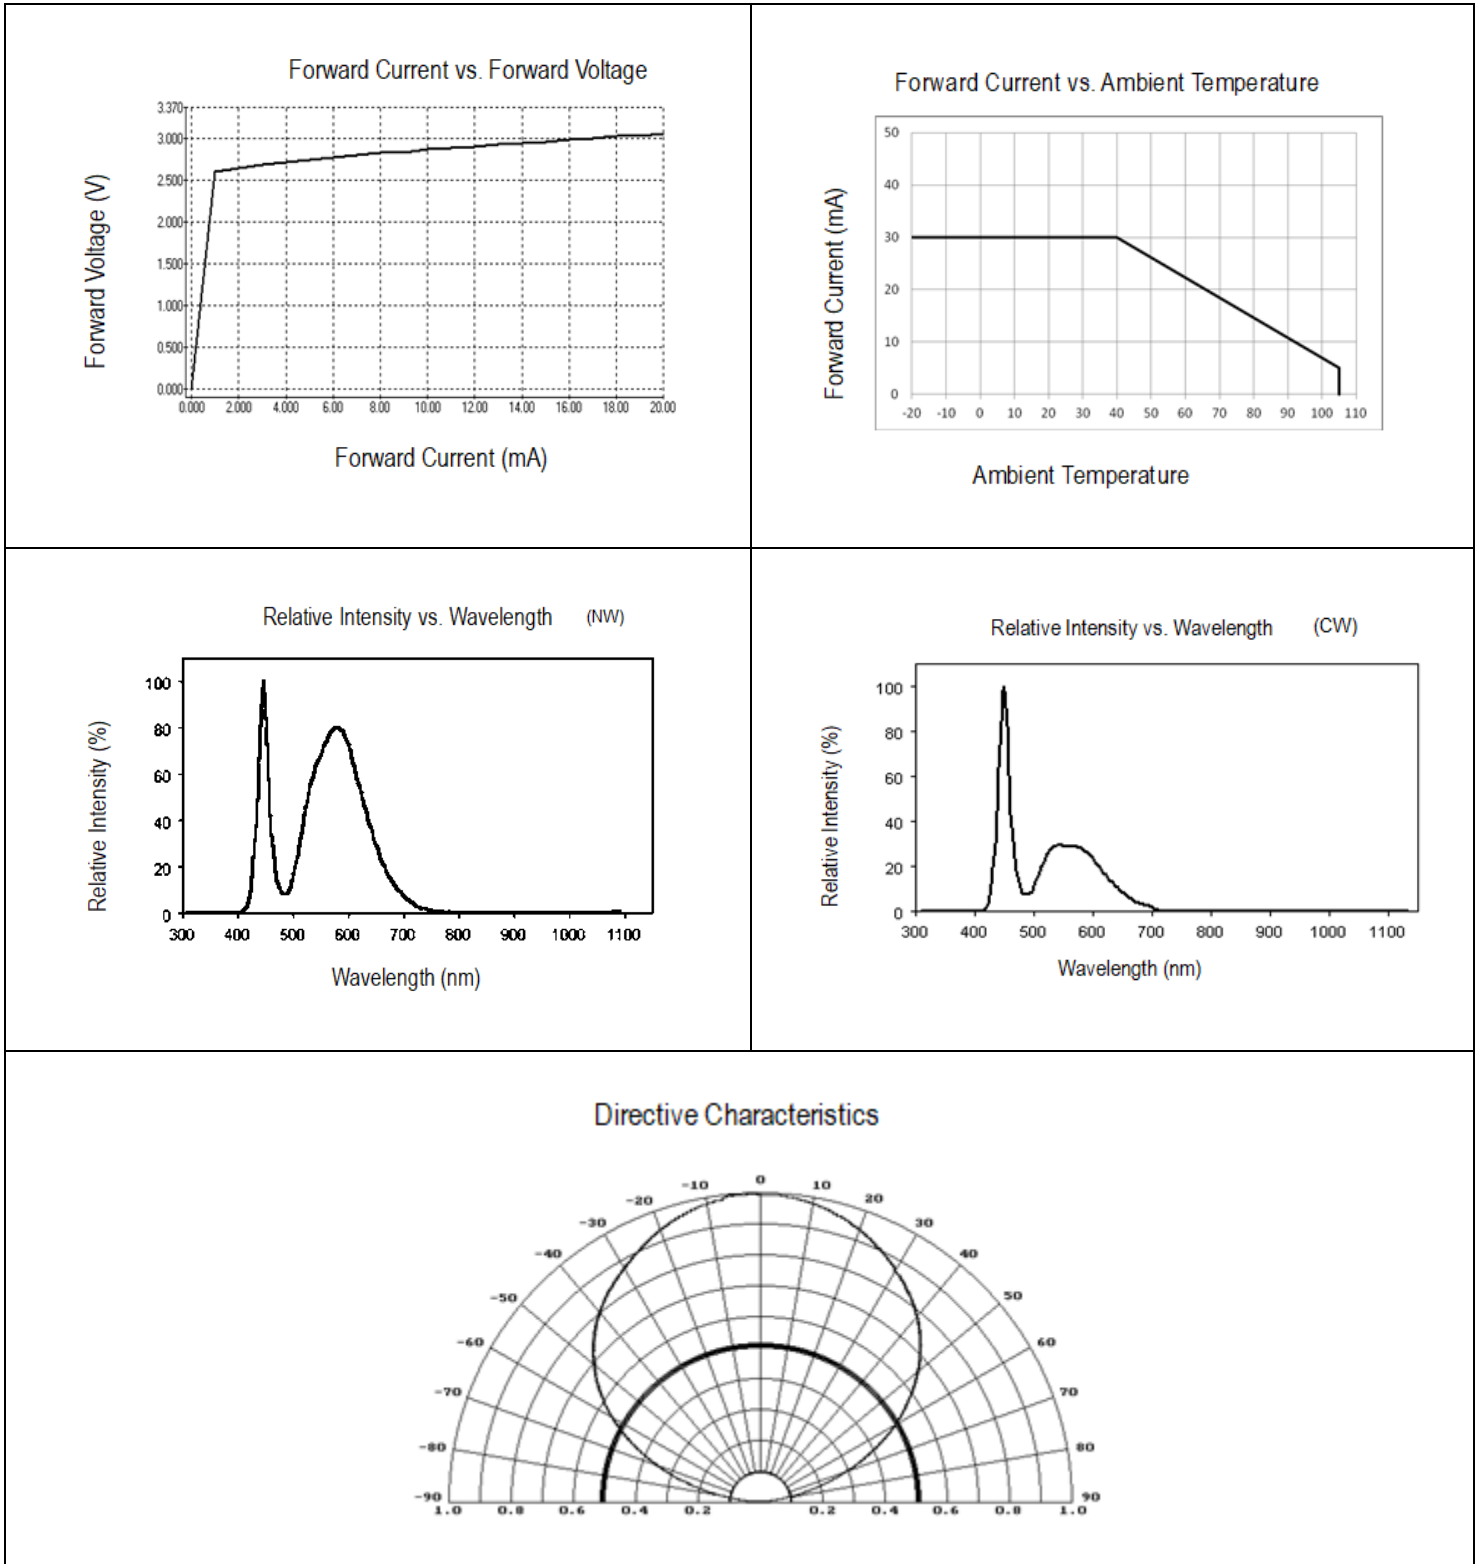 Forward Current vs. Forward Voltage
Forward Voltage (V)
3.370
3.000
2.500
2.000
1.500
1.000
0.500
0.000
0.000 2.000 4.000 6.00 8.00 10.00 12.00 14.00 16.00 18.00 20.00
Forward Current (mA)
Forward Current vs. Ambient Temperature
Forward Current (mA)
50
40
30
20
10
0
-20 -10 0 10 20 30 40 50 60 70 80 90 100 110
Ambient Temperature
Relative Intensity vs. Wavelength (NW)
Relative Intensity (%)
100
80
60
40
20
0
300 400 500 600 700 800 900 1000 1100
Wavelength (nm)
Relative Intensity vs. Wavelength (CW)
Relative Intensity (%)
100
80
60
40
20
0
300 400 500 600 700 800 900 1000 1100
Wavelength (nm)
Directive Characteristics
-90 -80 -70 -60 -50 -40 -30 -20 -10 0 10 20 30 40 50 60 70 80 90
1.0 0.8 0.6 0.4 0.2 0.2 0.4 0.6 0.8 1.0